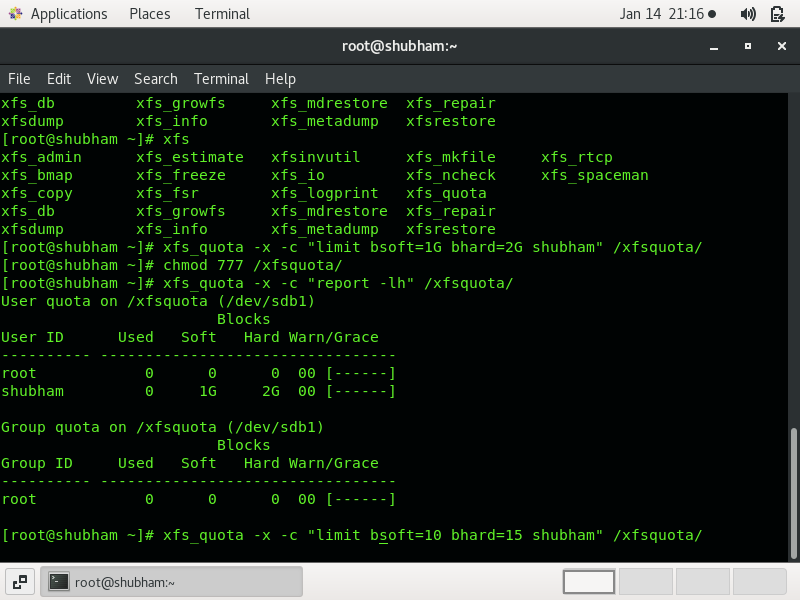 Applications Places Terminal Jan 14 21:16
root@shubham:~
File Edit View Search Terminal Help
xfs_db xfs_growfs xfs_mdrestore xfs_repair
xfsdump xfs_info xfs_metadump xfsrestore
[root@shubham ~]# xfs
xfs_admin xfs_estimate xfsinvutil xfs_mkfile xfs_rtcp
xfs_bmap xfs_freeze xfs_io xfs_ncheck xfs_spaceman
xfs_copy xfs_fsr xfs_logprint xfs_quota
xfs_db xfs_growfs xfs_mdrestore xfs_repair
xfsdump xfs_info xfs_metadump xfsrestore
[root@shubham ~]# xfs_quota -x -c "limit bsoft=1G bhard=2G shubham" /xfsquota/
[root@shubham ~]# chmod 777 /xfsquota/
[root@shubham ~]# xfs_quota -x -c "report -lh" /xfsquota/
User quota on /xfsquota (/dev/sdb1)
Blocks
User ID Used Soft Hard Warn/Grace
---------- ---------------------------------
root 0 0 0 00 [------]
shubham 0 1G 2G 00 [------]
Group quota on /xfsquota (/dev/sdb1)
Blocks
Group ID Used Soft Hard Warn/Grace
---------- ---------------------------------
root 0 0 0 00 [------]
[root@shubham ~]# xfs_quota -x -c "limit bsoft=10 bhard=15 shubham" /xfsquota/
root@shubham:~